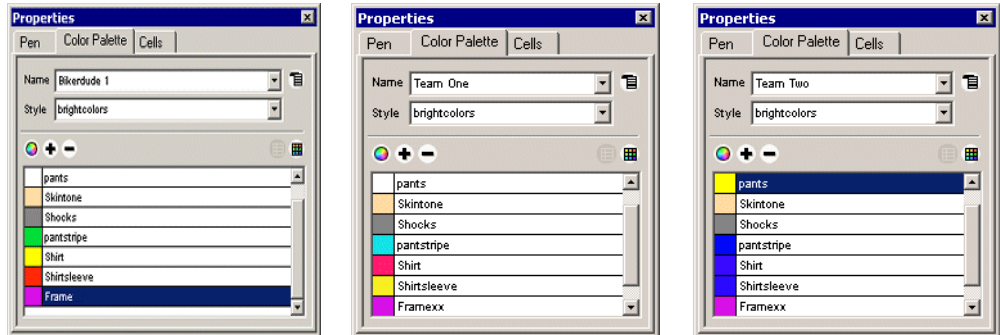 Properties
Pen Color Palette Cells
Name Bikerdude 1
Style brightcolors
pants
Skintone
Shocks
pantstripe
Shirt
Shirtsleeve
Frame
Properties
Pen Color Palette Cells
Name Team One
Style brightcolors
pants
Skintone
Shocks
pantstripe
Shirt
Shirtsleeve
Framexx
Properties
Pen Color Palette Cells
Name Team Two
Style brightcolors
pants
Skintone
Shocks
pantstripe
Shirt
Shirtsleeve
Framexx